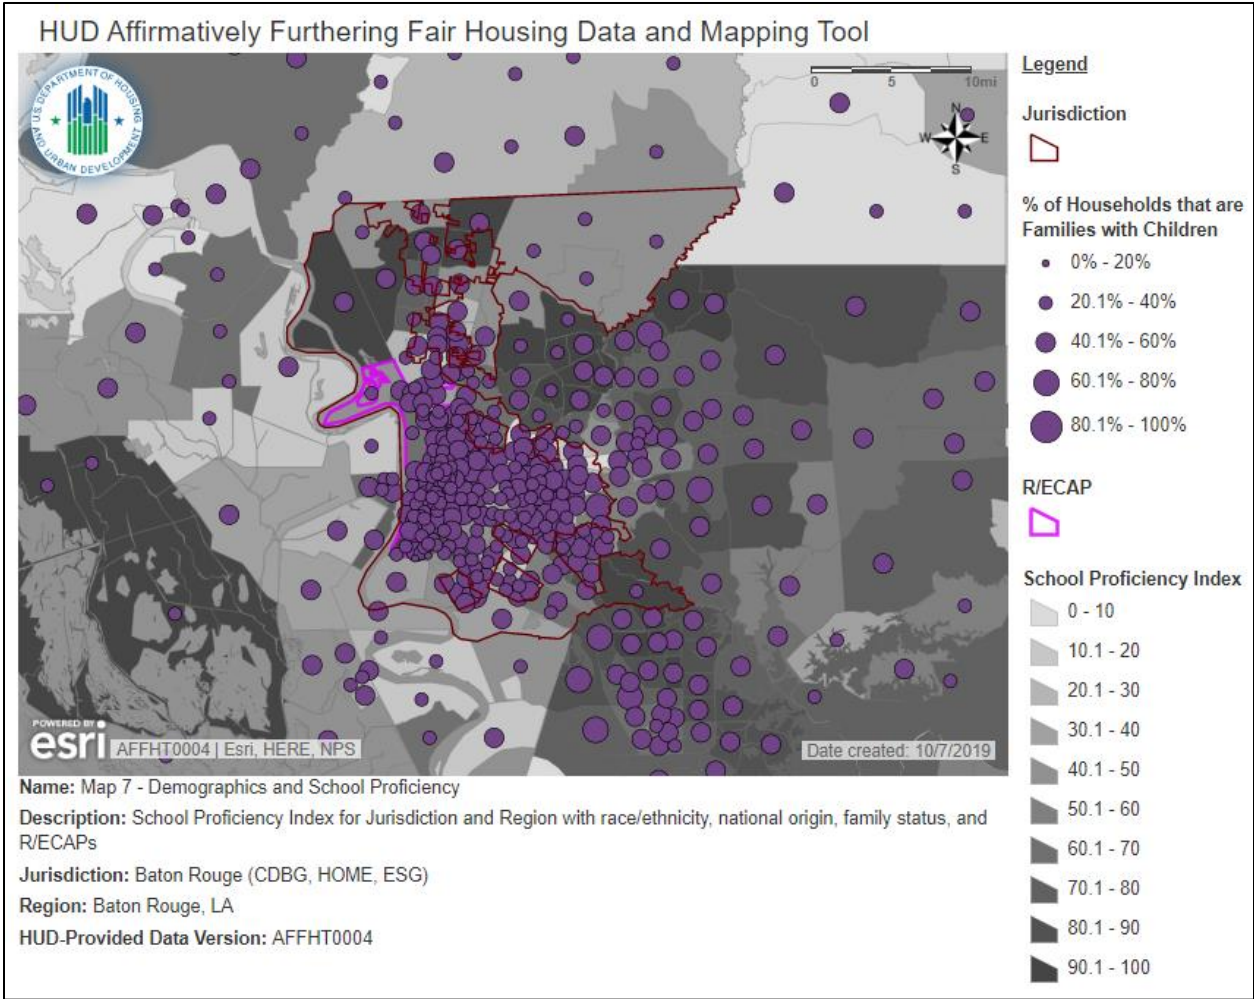 HUD Affirmatively Furthering Fair Housing Data and Mapping Tool
U.S. DEPARTMENT OF HOUSING
AND URBAN DEVELOPMENT
0 5 10mi
N
W E
S
Legend
Jurisdiction
% of Households that are
Families with Children
0% - 20%
20.1% - 40%
40.1% - 60%
60.1% - 80%
80.1% - 100%
R/ECAP
School Proficiency Index
0 - 10
10.1 - 20
20.1 - 30
30.1 - 40
40.1 - 50
50.1 - 60
60.1 - 70
70.1 - 80
80.1 - 90
90.1 - 100
POWERED BY
esri
AFFHT0004 | Esri, HERE, NPS
Date created: 10/7/2019
Name: Map 7 - Demographics and School Proficiency
Description: School Proficiency Index for Jurisdiction and Region with race/ethnicity, national origin, family status, and
R/ECAPs
Jurisdiction: Baton Rouge (CDBG, HOME, ESG)
Region: Baton Rouge, LA
HUD-Provided Data Version: AFFHT0004